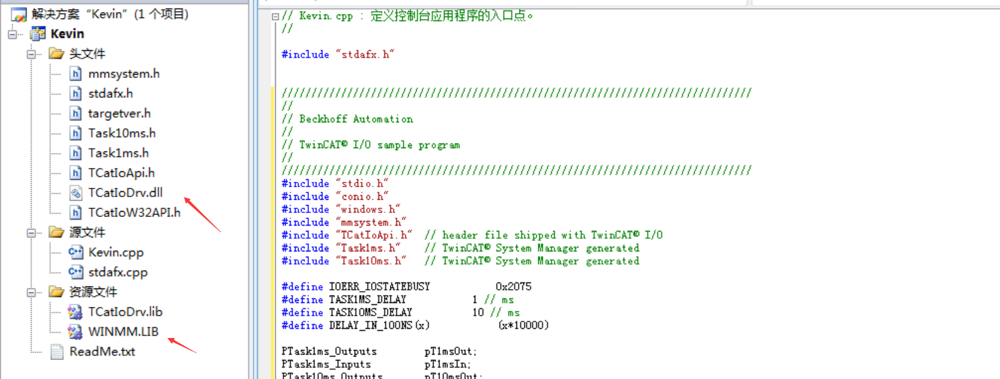 解决方案 “Kevin” (1 个项目)
Kevin
头文件
mmsystem.h
stdafx.h
targetver.h
Task10ms.h
Task1ms.h
TCatIoApi.h
TCatIoDrv.dll
TCatIoW32API.h
源文件
Kevin.cpp
stdafx.cpp
资源文件
TCatIoDrv.lib
WINMM.LIB
ReadMe.txt
// Kevin.cpp : 定义控制台应用程序的入口点。
//
#include "stdafx.h"
///////////////////////////////////////////////////////////////////////////////
//
// Beckhoff Automation
//
// TwinCAT® I/O sample program
//
///////////////////////////////////////////////////////////////////////////////
#include "stdio.h"
#include "conio.h"
#include "windows.h"
#include "mmsystem.h"
#include "TCatIoApi.h" // header file shipped with TwinCAT® I/O
#include "Task1ms.h" // TwinCAT® System Manager generated
#include "Task10ms.h" // TwinCAT® System Manager generated
#define IOERR_IOSTATEBUSY 0x2075
#define TASK1MS_DELAY 1 // ms
#define TASK10MS_DELAY 10 // ms
#define DELAY_IN_100NS(x) (x*10000)
PTask1ms_Outputs pT1msOut;
PTask1ms_Inputs pT1msIn;
PTask10ms_Outputs pT10msOut;